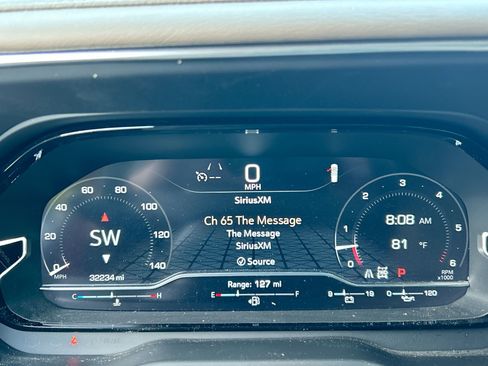 0
MPH
SiriusXM
Ch 65 The Message
The Message
SiriusXM
Source
Range: 127 mi
E F
0 20 40 60 80 100 120 140
SW
MPH
32234 mi
C H
0 1 2 3 4 5 6
8:08 AM
81 °F
P
RPM
x1000
9 19 0 120